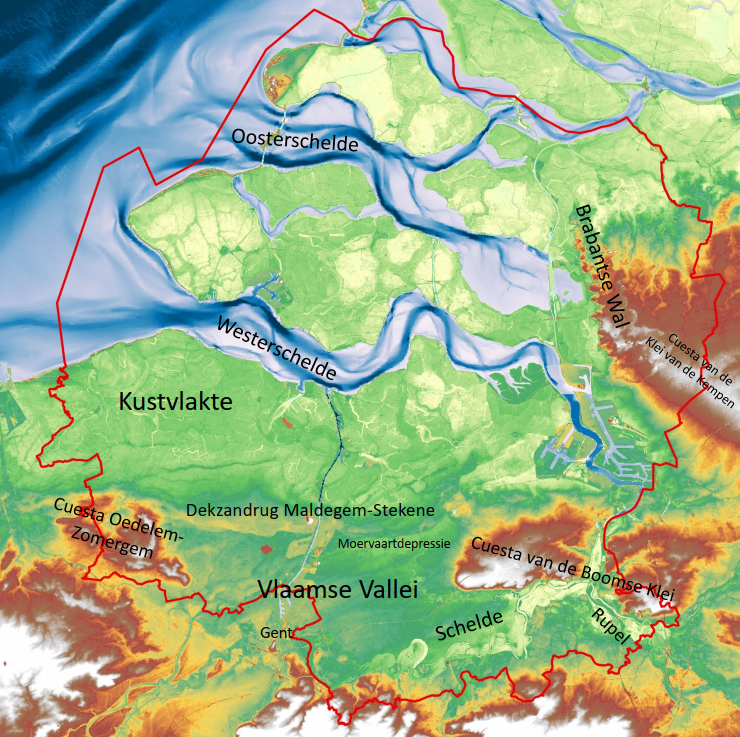 Oosterschelde
Brabantse Wal
Westerschelde
Cuesta van de
Klei van de Kempen
Kustvlakte
Cuesta Oedelem-
Zomergem
Dekzandrug Maldegem-Stekene
Moervaartdepressie
Cuesta van de Boomse Klei
Vlaamse Vallei
Schelde
Rupel
Gent